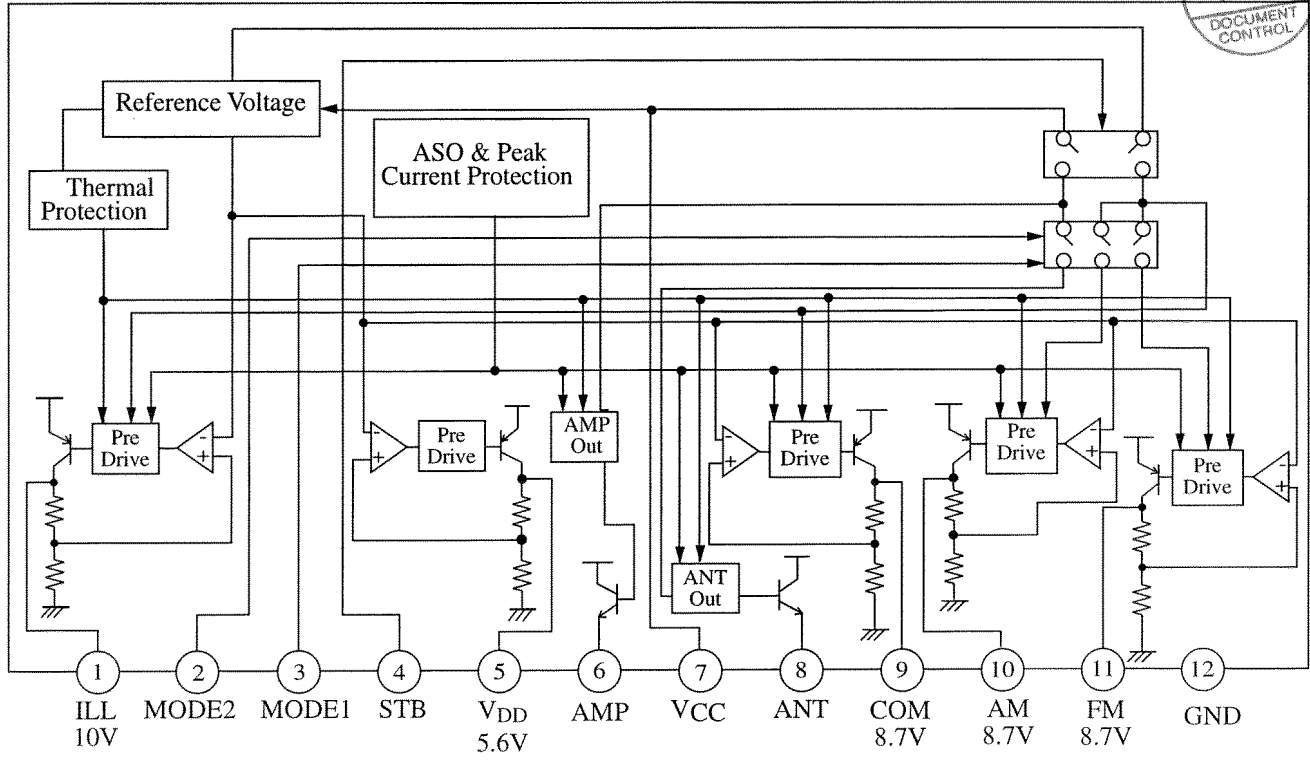 DOCUMENT
CONTROL
Reference Voltage
ASO & Peak
Current Protection
Thermal
Protection
Pre
Drive
-
+
-
+
Pre
Drive
AMP
Out
-
+
Pre
Drive
Pre
Drive
-
+
Pre
Drive
-
+
ANT
Out
1
2
3
4
5
6
7
8
9
10
11
12
ILL
10V
MODE2
MODE1
STB
VDD
5.6V
AMP
VCC
ANT
COM
8.7V
AM
8.7V
FM
8.7V
GND